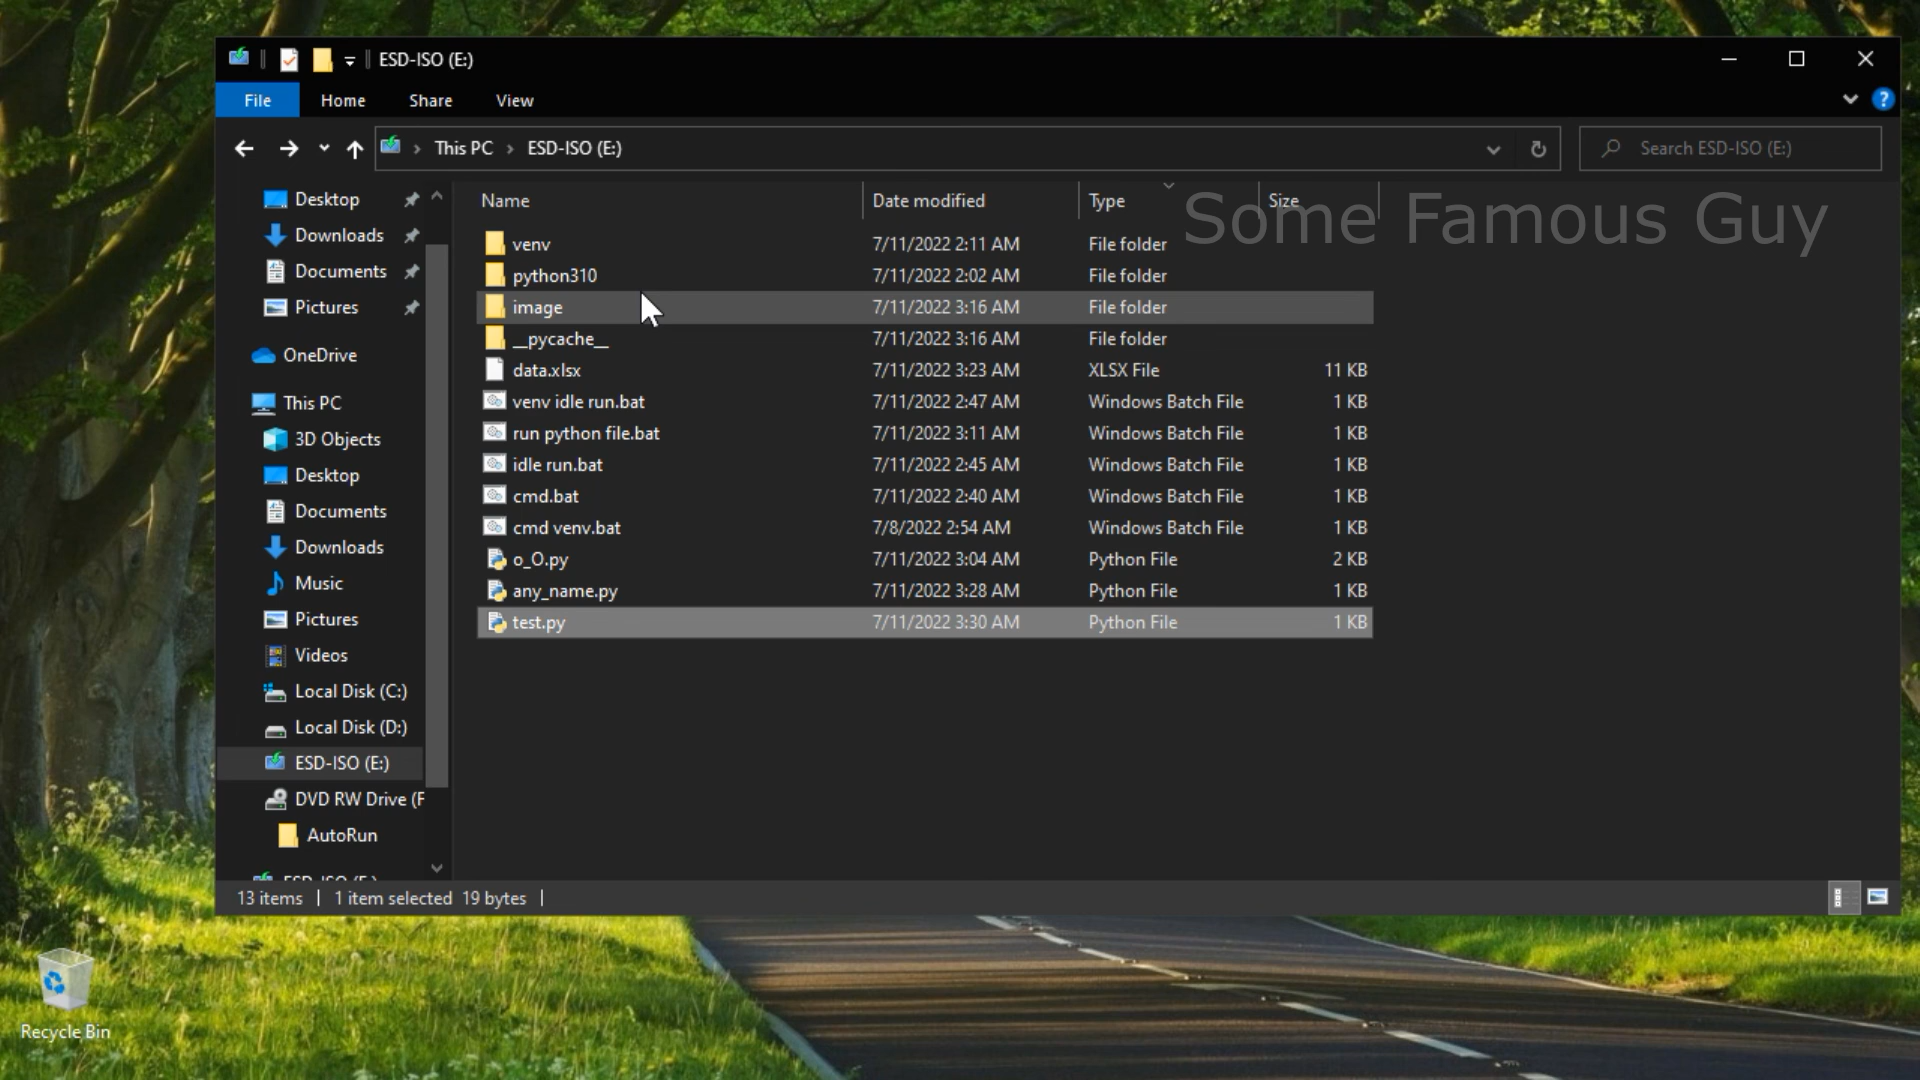 ESD-ISO (E:)
File Home Share View
This PC ESD-ISO (E:)
Search ESD-ISO (E:)
Some Famous Guy
Name Date modified Type Size
venv 7/11/2022 2:11 AM File folder
python310 7/11/2022 2:02 AM File folder
image 7/11/2022 3:16 AM File folder
__pycache__ 7/11/2022 3:16 AM File folder
data.xlsx 7/11/2022 3:23 AM XLSX File 11 KB
venv idle run.bat 7/11/2022 2:47 AM Windows Batch File 1 KB
run python file.bat 7/11/2022 3:11 AM Windows Batch File 1 KB
idle run.bat 7/11/2022 2:45 AM Windows Batch File 1 KB
cmd.bat 7/11/2022 2:40 AM Windows Batch File 1 KB
cmd venv.bat 7/8/2022 2:54 AM Windows Batch File 1 KB
o_O.py 7/11/2022 3:04 AM Python File 2 KB
any_name.py 7/11/2022 3:28 AM Python File 1 KB
test.py 7/11/2022 3:30 AM Python File 1 KB
Desktop
Downloads
Documents
Pictures
OneDrive
This PC
3D Objects
Desktop
Documents
Downloads
Music
Pictures
Videos
Local Disk (C:)
Local Disk (D:)
ESD-ISO (E:)
DVD RW Drive (F
AutoRun
13 items 1 item selected 19 bytes
Recycle Bin